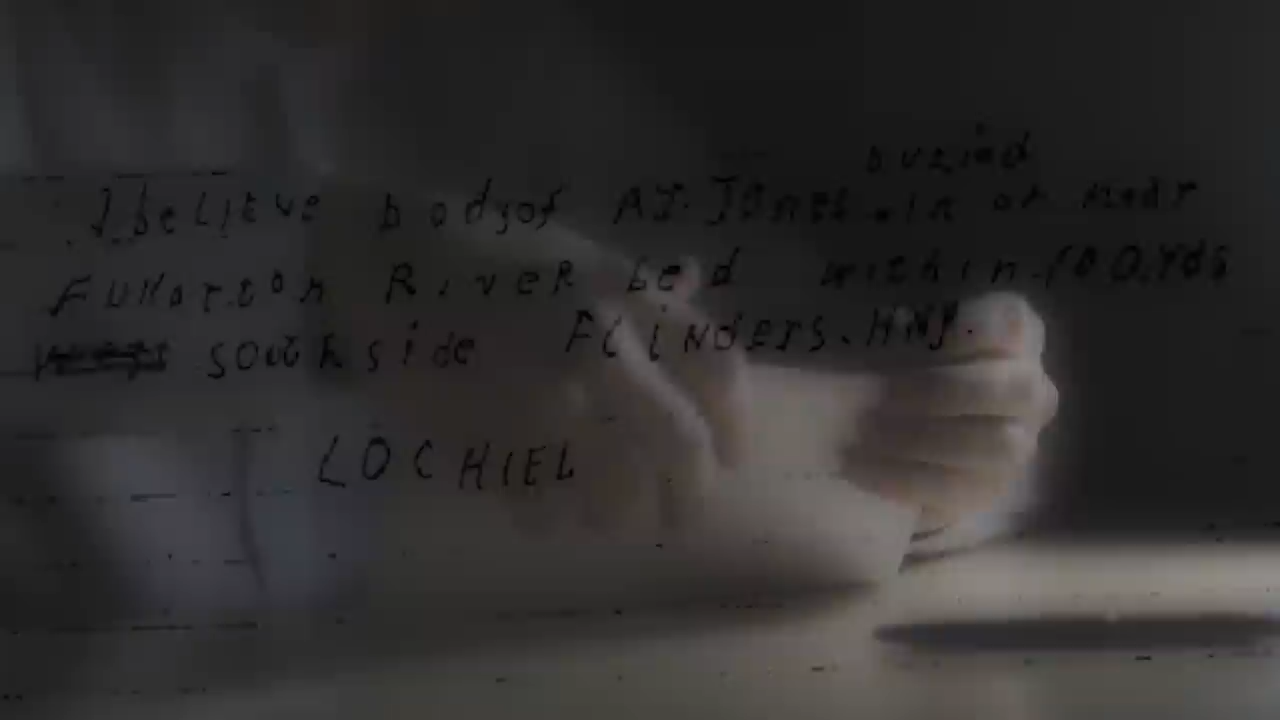 buried
I believe body of AJ. Jones. in or near
FULLarton RiveR bed within 100.Yds
south side FLiNDERS. HWy.
LOCHIEL